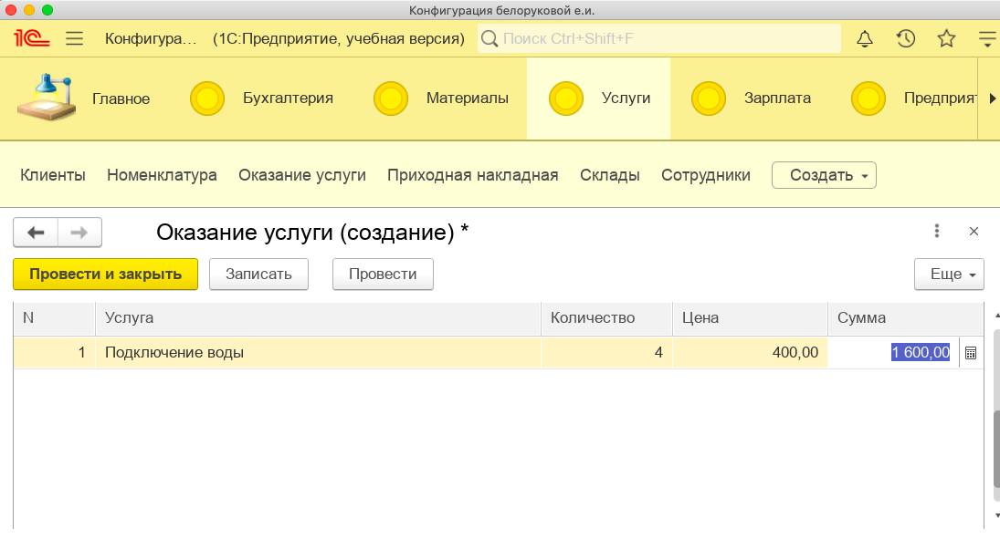 Конфигурация белоруковой е.и.
1С Конфигура... (1С:Предприятие, учебная версия) Поиск Ctrl+Shift+F
Главное Бухгалтерия Материалы Услуги Зарплата Предприят
Клиенты Номенклатура Оказание услуги Приходная накладная Склады Сотрудники Создать
Оказание услуги (создание) *
Провести и закрыть Записать Провести Еще
N Услуга Количество Цена Сумма
1 Подключение воды 4 400,00 1 600,00